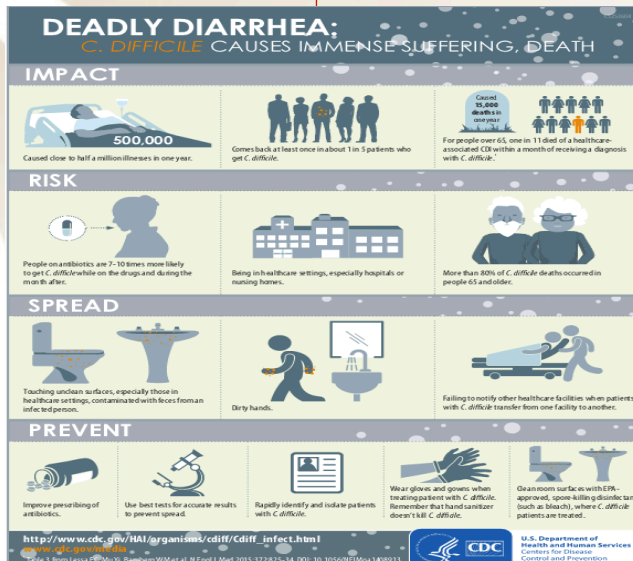 DEADLY DIARRHEA:
C. DIFFICILE CAUSES IMMENSE SUFFERING, DEATH
IMPACT
500,000
Caused close to half a million illnesses in one year.
Comes back at least once in about 1 in 5 patients who
get C. difficile.
Caused
15,000
deaths in
one year
For people over 65, one in 11 died of a healthcare-
associated CDI within a month of receiving a diagnosis
with C. difficile.
RISK
People on antibiotics are 7-10 times more likely
to get C. difficile while on the drugs and during the
month after.
Being in healthcare settings, especially hospitals or
nursing homes.
More than 80% of C. difficile deaths occurred in
people 65 and older.
SPREAD
Touching unclean surfaces, especially those in
healthcare settings, contaminated with feces from an
infected person.
Dirty hands.
Failing to notify other healthcare facilities when patients
with C. difficile transfer from one facility to another.
PREVENT
Improve prescribing of
antibiotics.
Use best tests for accurate results
to prevent spread.
Rapidly identify and isolate patients
with C. difficile.
Wear gloves and gowns when
treating patient with C. difficile.
Remember that hand sanitizer
doesn't kill C. difficile.
Clean room surfaces with EPA-
approved, spore-killing disinfectan
(such as bleach), where C. difficile
patients are treated.
http://www.cdc.gov/HAI/organisms/cdiff/Cdiff_infect.html
www.cdc.gov/media
CDC
U.S. Department of
Health and Human Services
Centers for Disease
Control and Prevention